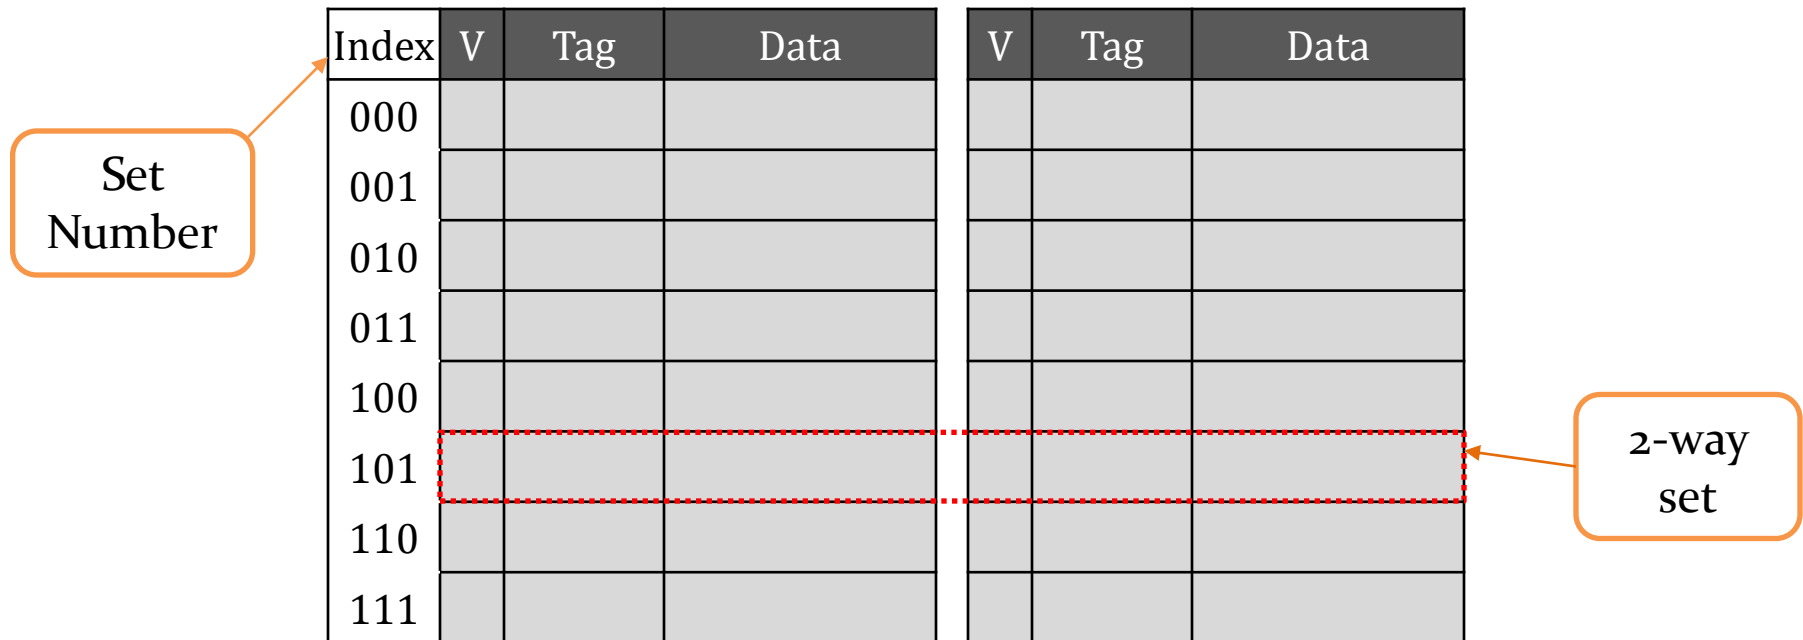 Index V Tag Data V Tag Data
000
Set
Number
001
010
011
100
101
2-way
set
110
111